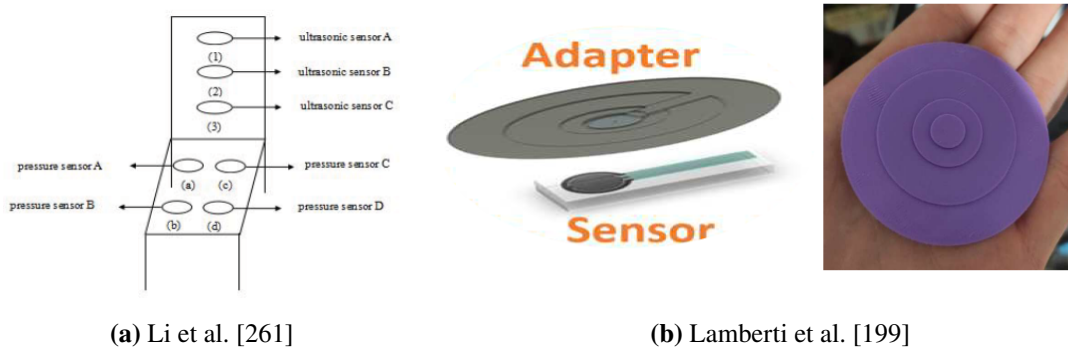 ultrasonic sensor A
(1)
ultrasonic sensor B
(2)
ultrasonic sensor C
(3)
pressure sensor A
(a)
(c)
pressure sensor C
pressure sensor B
(b)
(d)
pressure sensor D
(a) Li et al. [261]
Adapter
Sensor
(b) Lamberti et al. [199]